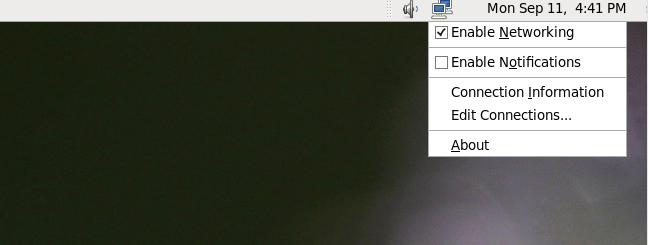 Mon Sep 11, 4:41 PM
Enable Networking
Enable Notifications
Connection Information
Edit Connections...
About